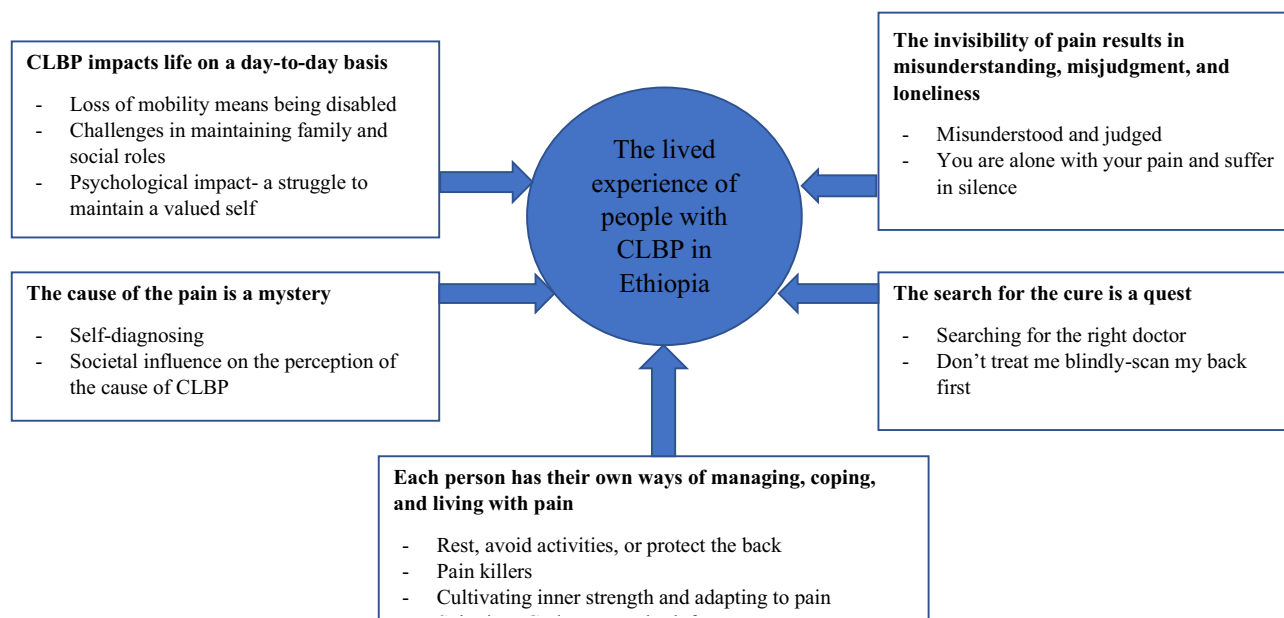 CLBP impacts life on a day-to-day basis
- Loss of mobility means being disabled
- Challenges in maintaining family and
social roles
- Psychological impact- a struggle to
maintain a valued self
The invisibility of pain results in
misunderstanding, misjudgment, and
loneliness
- Misunderstood and judged
- You are alone with your pain and suffer
in silence
The lived
experience of
people with
CLBP in
Ethiopia
The cause of the pain is a mystery
- Self-diagnosing
- Societal influence on the perception of
the cause of CLBP
The search for the cure is a quest
- Searching for the right doctor
- Don’t treat me blindly-scan my back
first
Each person has their own ways of managing, coping,
and living with pain
- Rest, avoid activities, or protect the back
- Pain killers
- Cultivating inner strength and adapting to pain